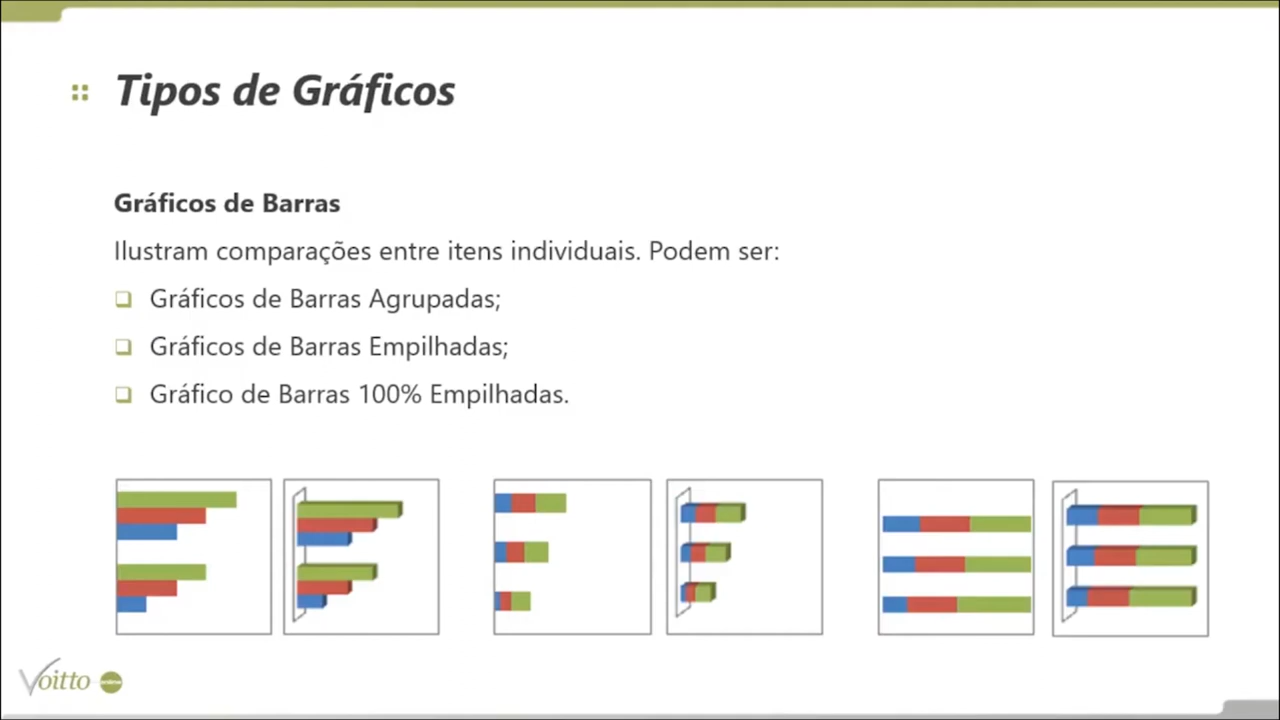 Tipos de Gráficos
Gráficos de Barras
Ilustram comparações entre itens individuais. Podem ser:
Gráficos de Barras Agrupadas;
Gráficos de Barras Empilhadas;
Gráfico de Barras 100% Empilhadas.
Voitto